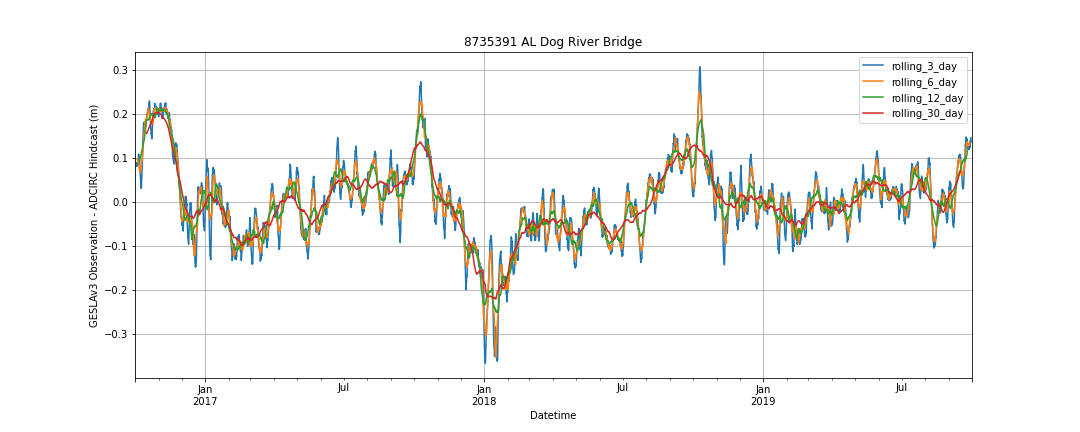 8735391 AL Dog River Bridge
GESLAv3 Observation - ADCIRC Hindcast (m)
0.3
0.2
0.1
0.0
−0.1
−0.2
−0.3
rolling_3_day
rolling_6_day
rolling_12_day
rolling_30_day
Jan
2017
Jul
Jan
2018
Jul
Jan
2019
Jul
Datetime